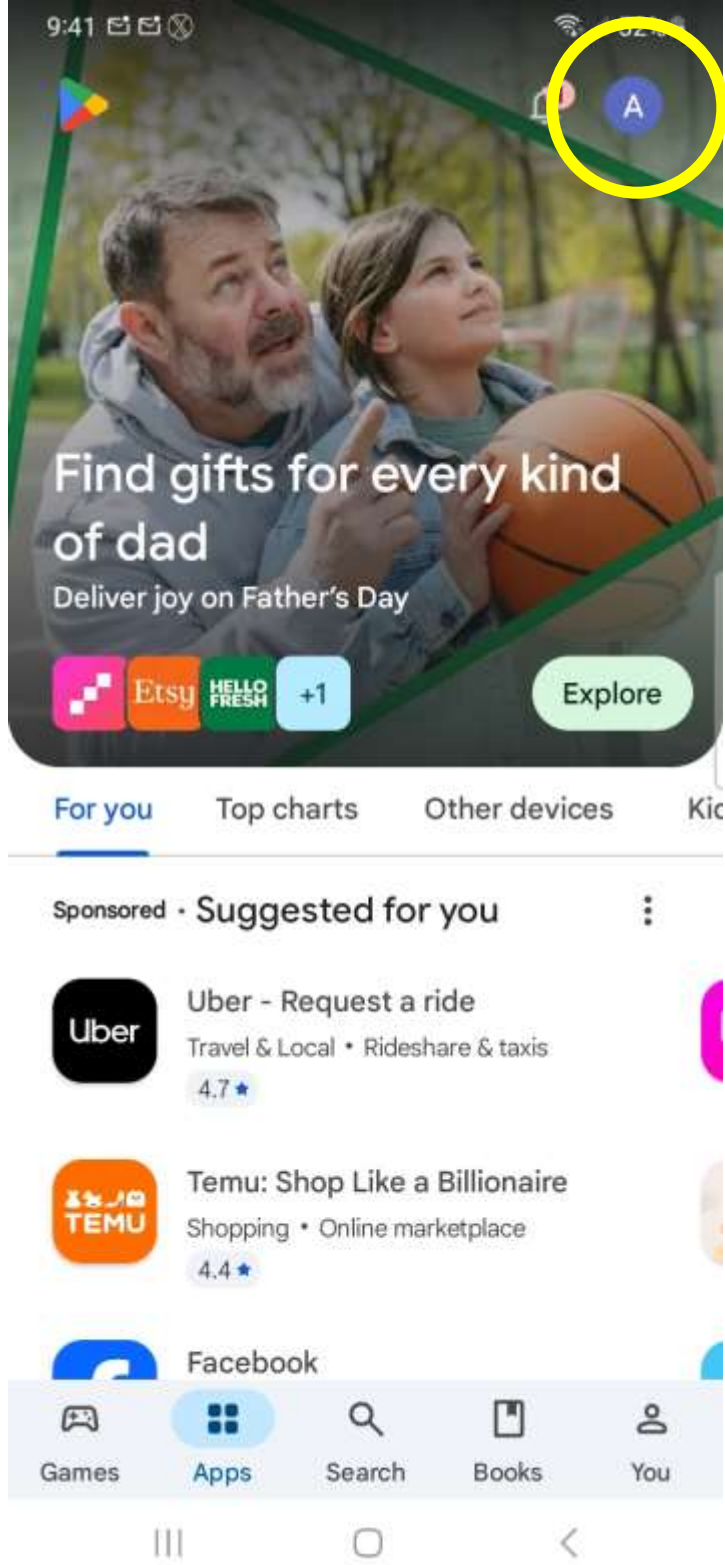 9:41
A
Find gifts for every kind
of dad
Deliver joy on Father's Day
Etsy HELLO FRESH +1 Explore
For you Top charts Other devices
Sponsored • Suggested for you
Uber
Uber - Request a ride
Travel & Local • Rideshare & taxis
4.7 ★
TEMU
Temu: Shop Like a Billionaire
Shopping • Online marketplace
4.4 ★
Facebook
Games Apps Search Books You